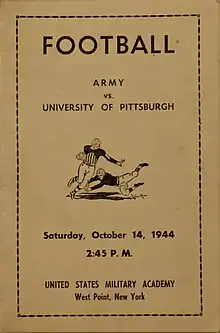 FOOTBALL
ARMY
vs.
UNIVERSITY OF PITTSBURGH
Saturday, October 14, 1944
2:45 P. M.
UNITED STATES MILITARY ACADEMY
West Point, New York